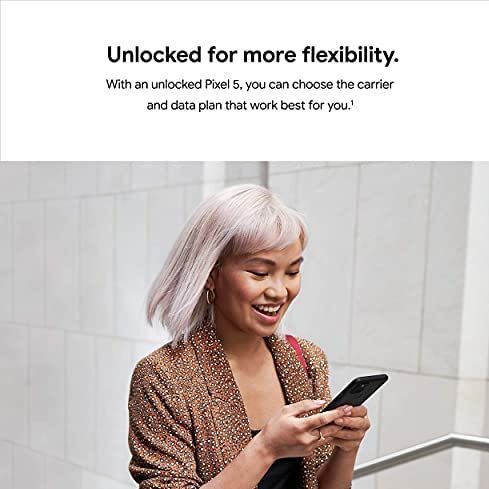 Unlocked for more flexibility.
With an unlocked Pixel 5, you can choose the carrier
and data plan that work best for you.¹